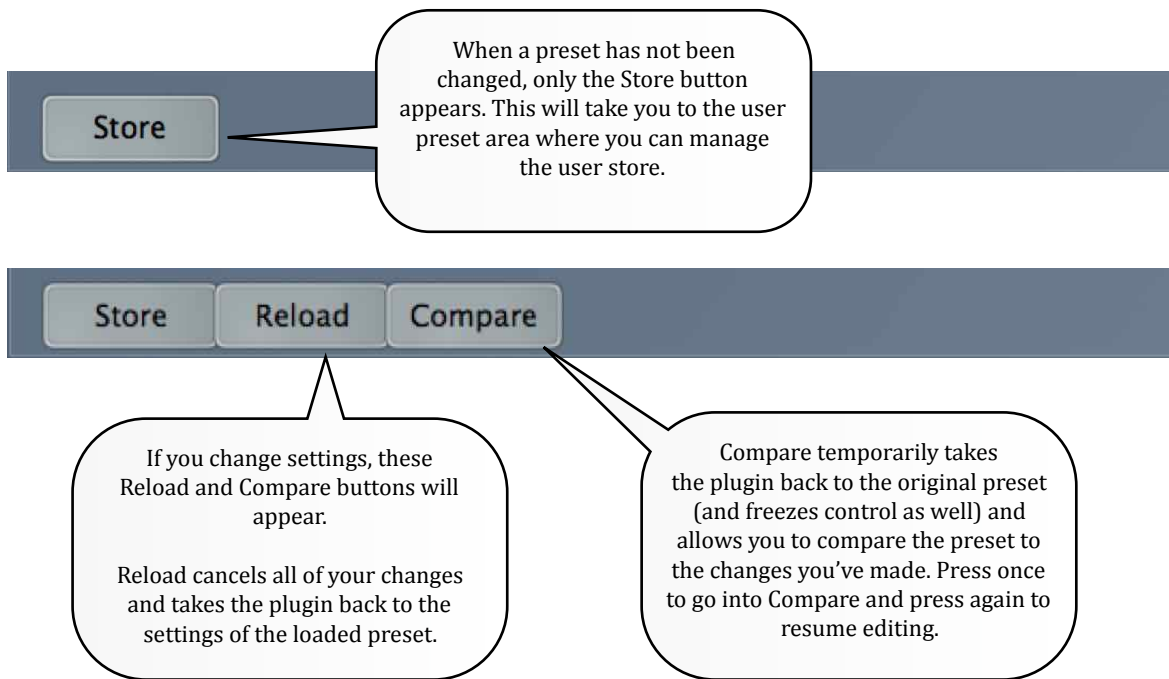 When a preset has not been
changed, only the Store button
appears. This will take you to the user
preset area where you can manage
the user store.
Store
Store Reload Compare
If you change settings, these
Reload and Compare buttons will
appear.
Reload cancels all of your changes
and takes the plugin back to the
settings of the loaded preset.
Compare temporarily takes
the plugin back to the original preset
(and freezes control as well) and
allows you to compare the preset to
the changes you’ve made. Press once
to go into Compare and press again to
resume editing.